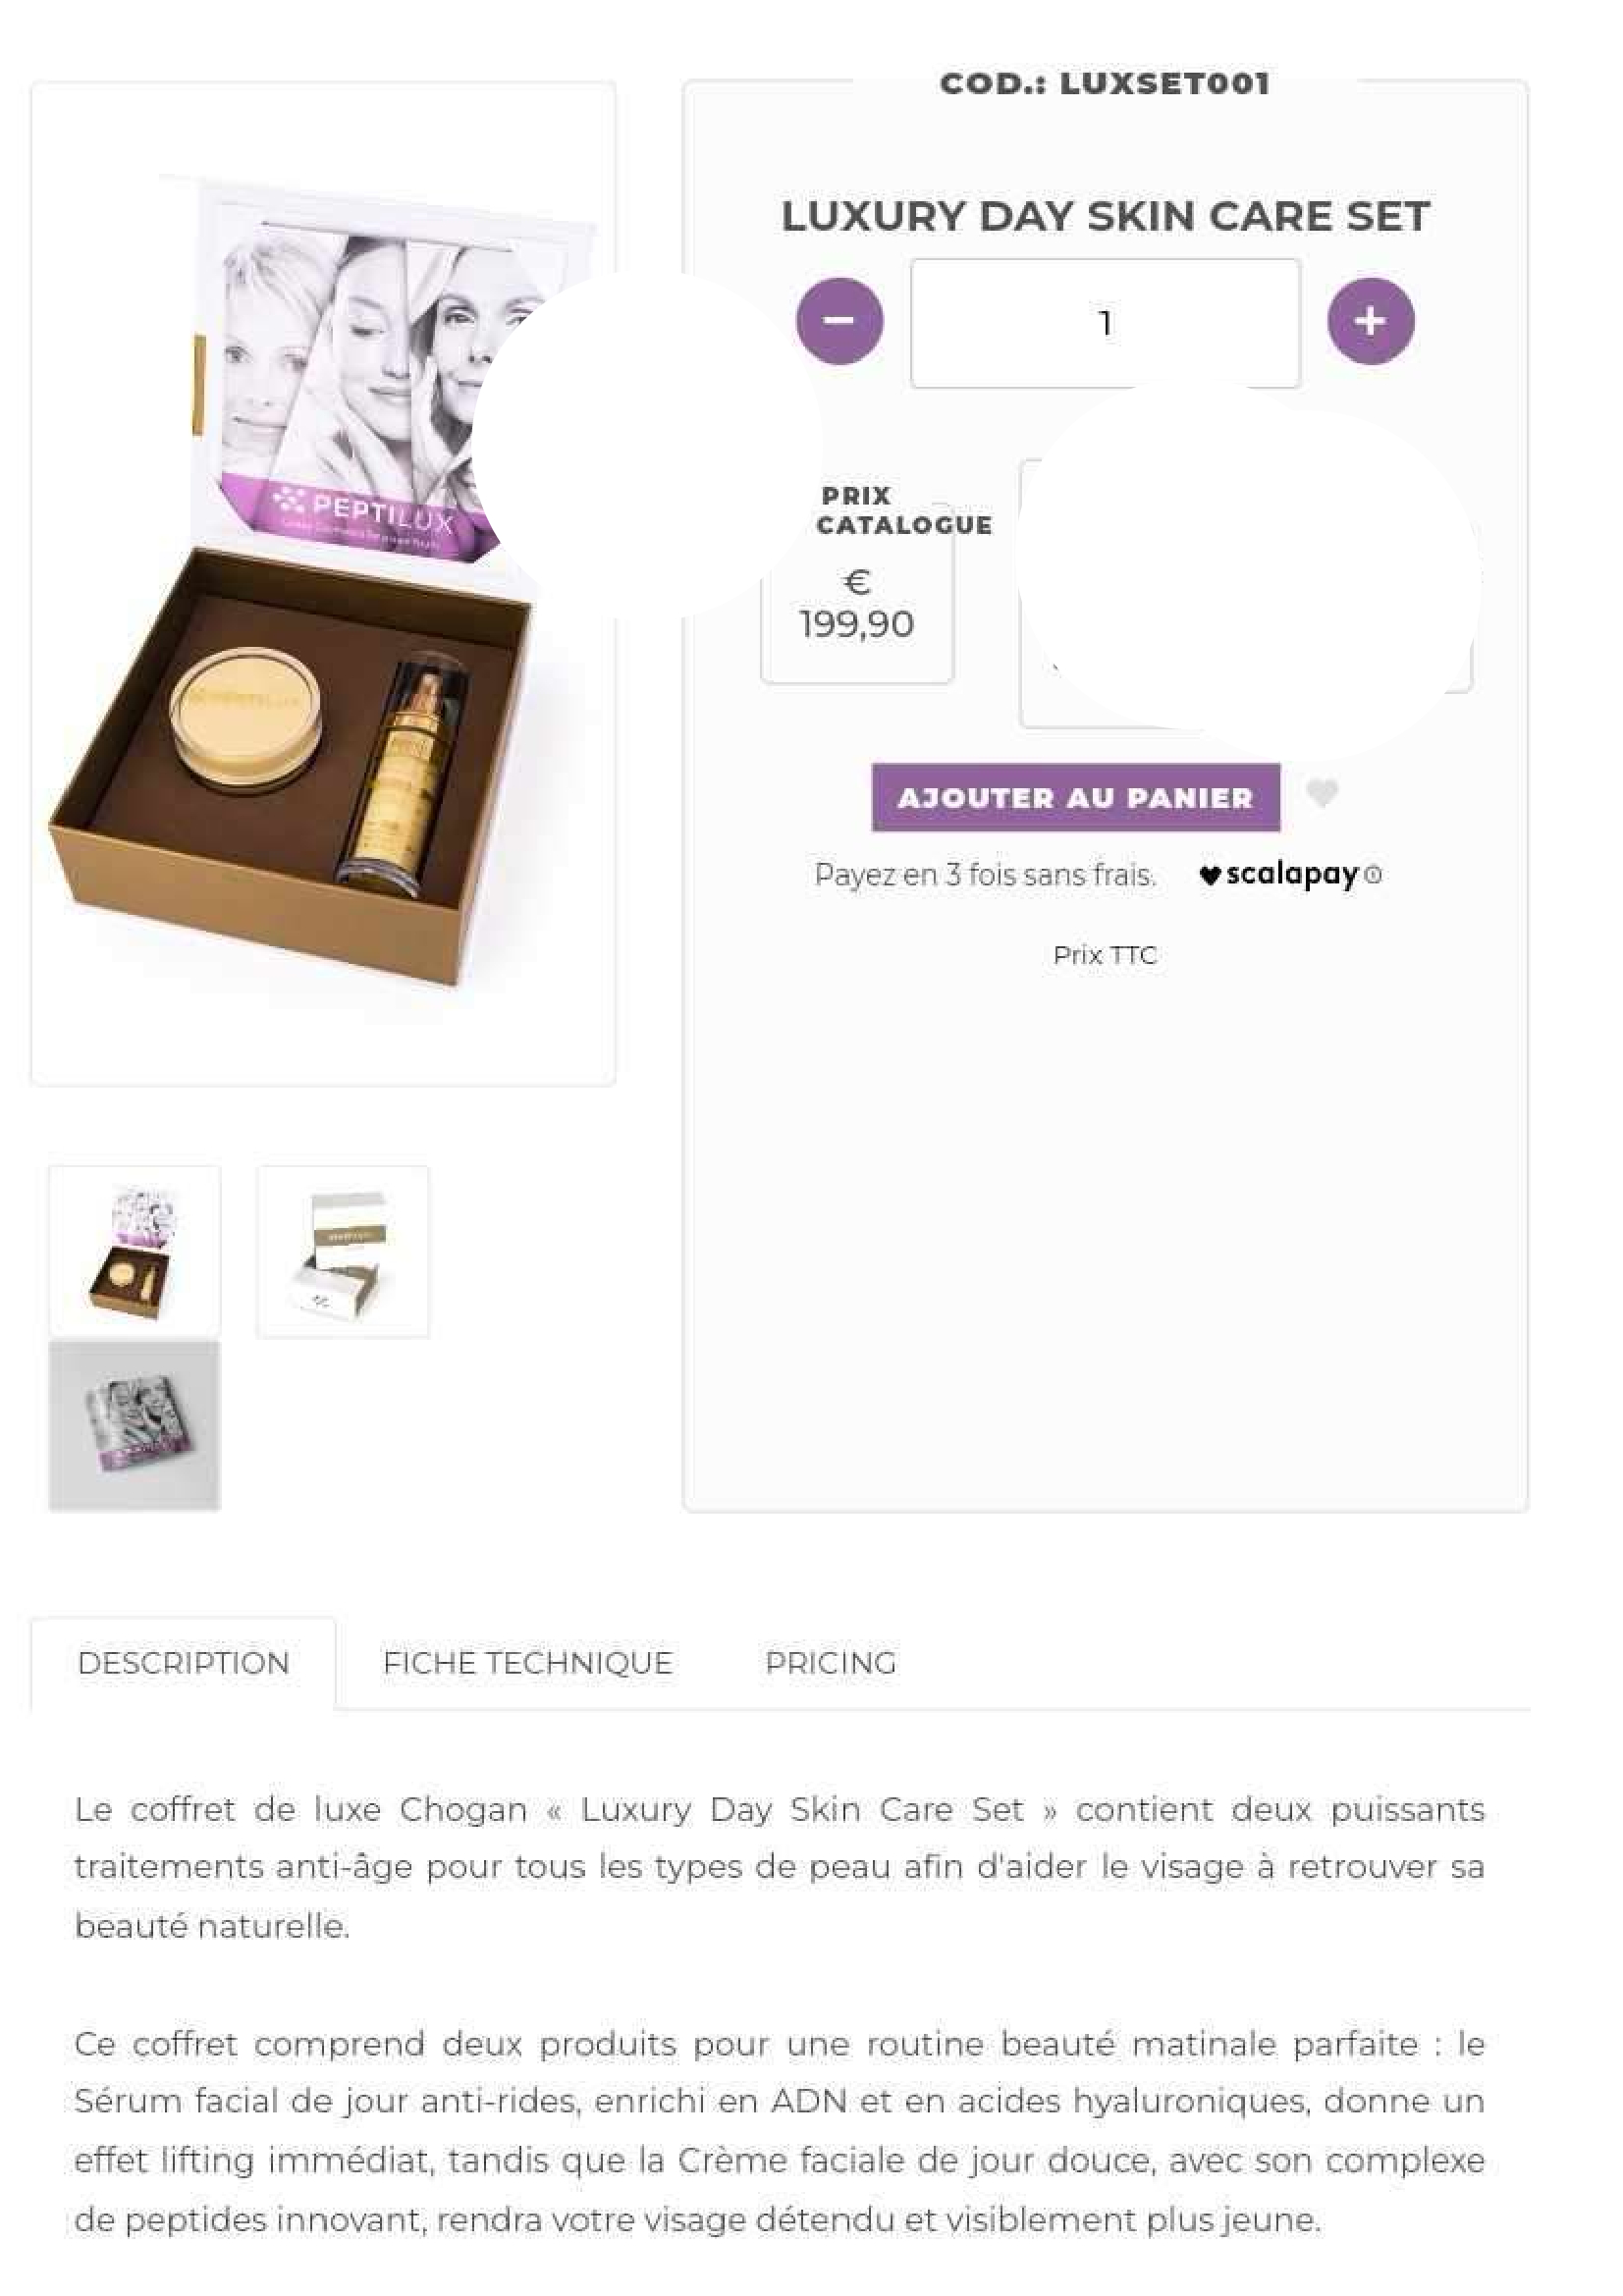 COD.: LUXSET001
LUXURY DAY SKIN CARE SET
1
PRIX
CATALOGUE
€
199,90
AJOUTER AU PANIER
Payez en 3 fois sans frais. scalapay
Prix TTC
PEPTILUX
DESCRIPTION FICHE TECHNIQUE PRICING
Le coffret de luxe Chogan « Luxury Day Skin Care Set » contient deux puissants
traitements anti-âge pour tous les types de peau afin d'aider le visage à retrouver sa
beauté naturelle.
Ce coffret comprend deux produits pour une routine beauté matinale parfaite : le
Sérum facial de jour anti-rides, enrichi en ADN et en acides hyaluroniques, donne un
effet lifting immédiat, tandis que la Crème faciale de jour douce, avec son complexe
de peptides innovant, rendra votre visage détendu et visiblement plus jeune.